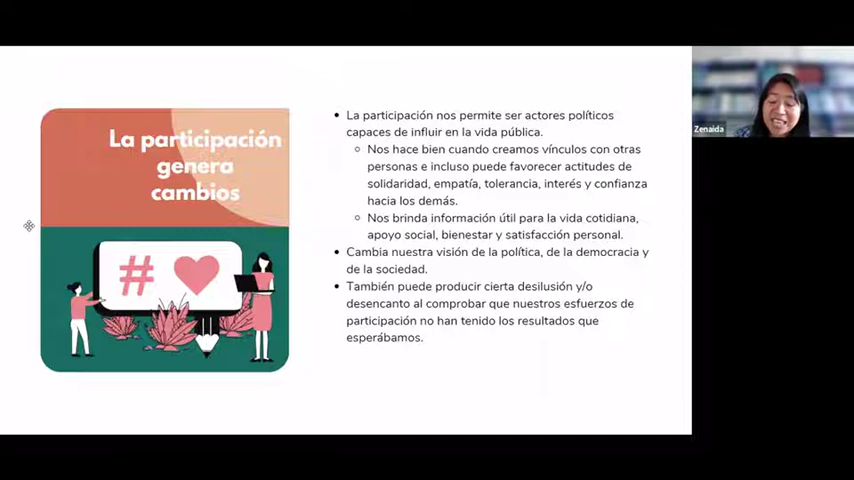 La participación
genera
cambios
#
• La participación nos permite ser actores políticos
capaces de influir en la vida pública.
◦ Nos hace bien cuando creamos vínculos con otras
personas e incluso puede favorecer actitudes de
solidaridad, empatía, tolerancia, interés y confianza
hacia los demás.
◦ Nos brinda información útil para la vida cotidiana,
apoyo social, bienestar y satisfacción personal.
• Cambia nuestra visión de la política, de la democracia y
de la sociedad.
• También puede producir cierta desilusión y/o
desencanto al comprobar que nuestros esfuerzos de
participación no han tenido los resultados que
esperábamos.
Zenaida